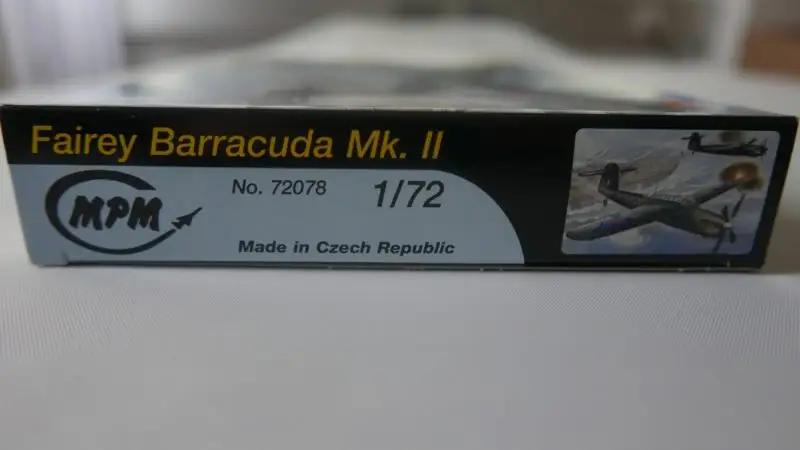 Fairey Barracuda Mk. II
MPM
No. 72078
1/72
Made in Czech Republic